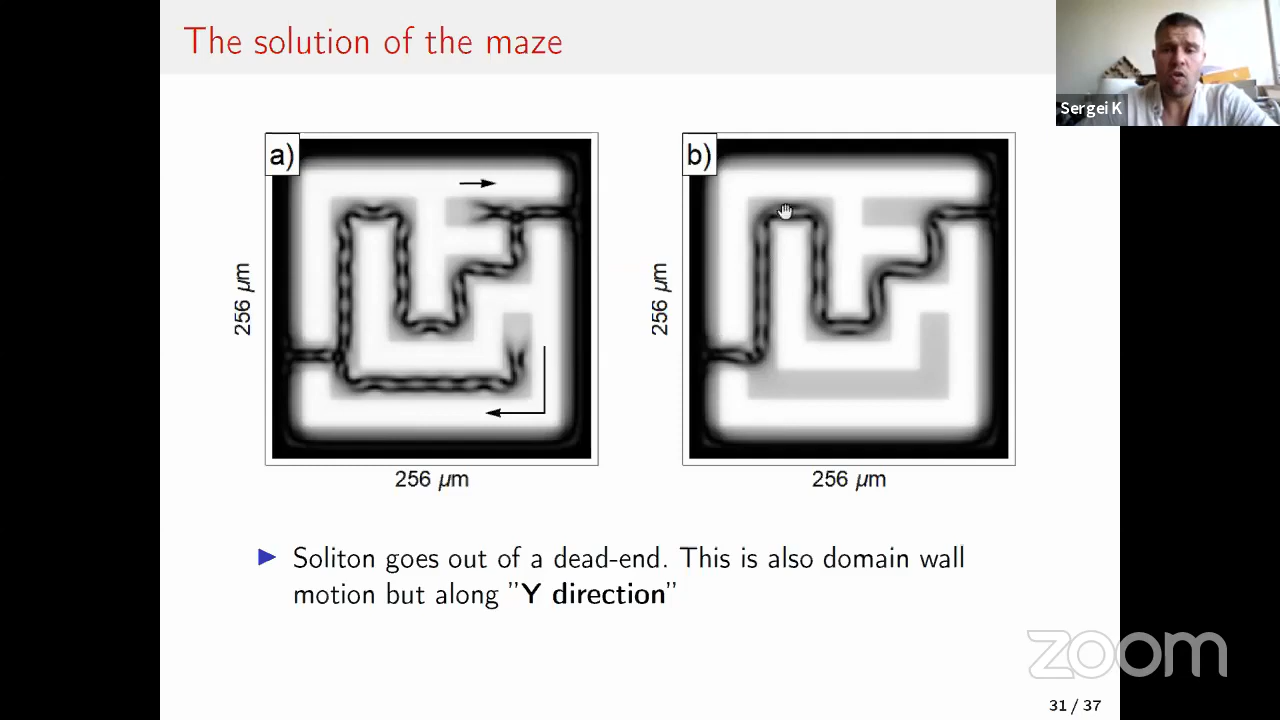 The solution of the maze
Sergei K
a)
b)
256 µm
256 µm
256 µm
256 µm
▶ Soliton goes out of a dead-end. This is also domain wall
motion but along ”Y direction”
zoom
31 / 37